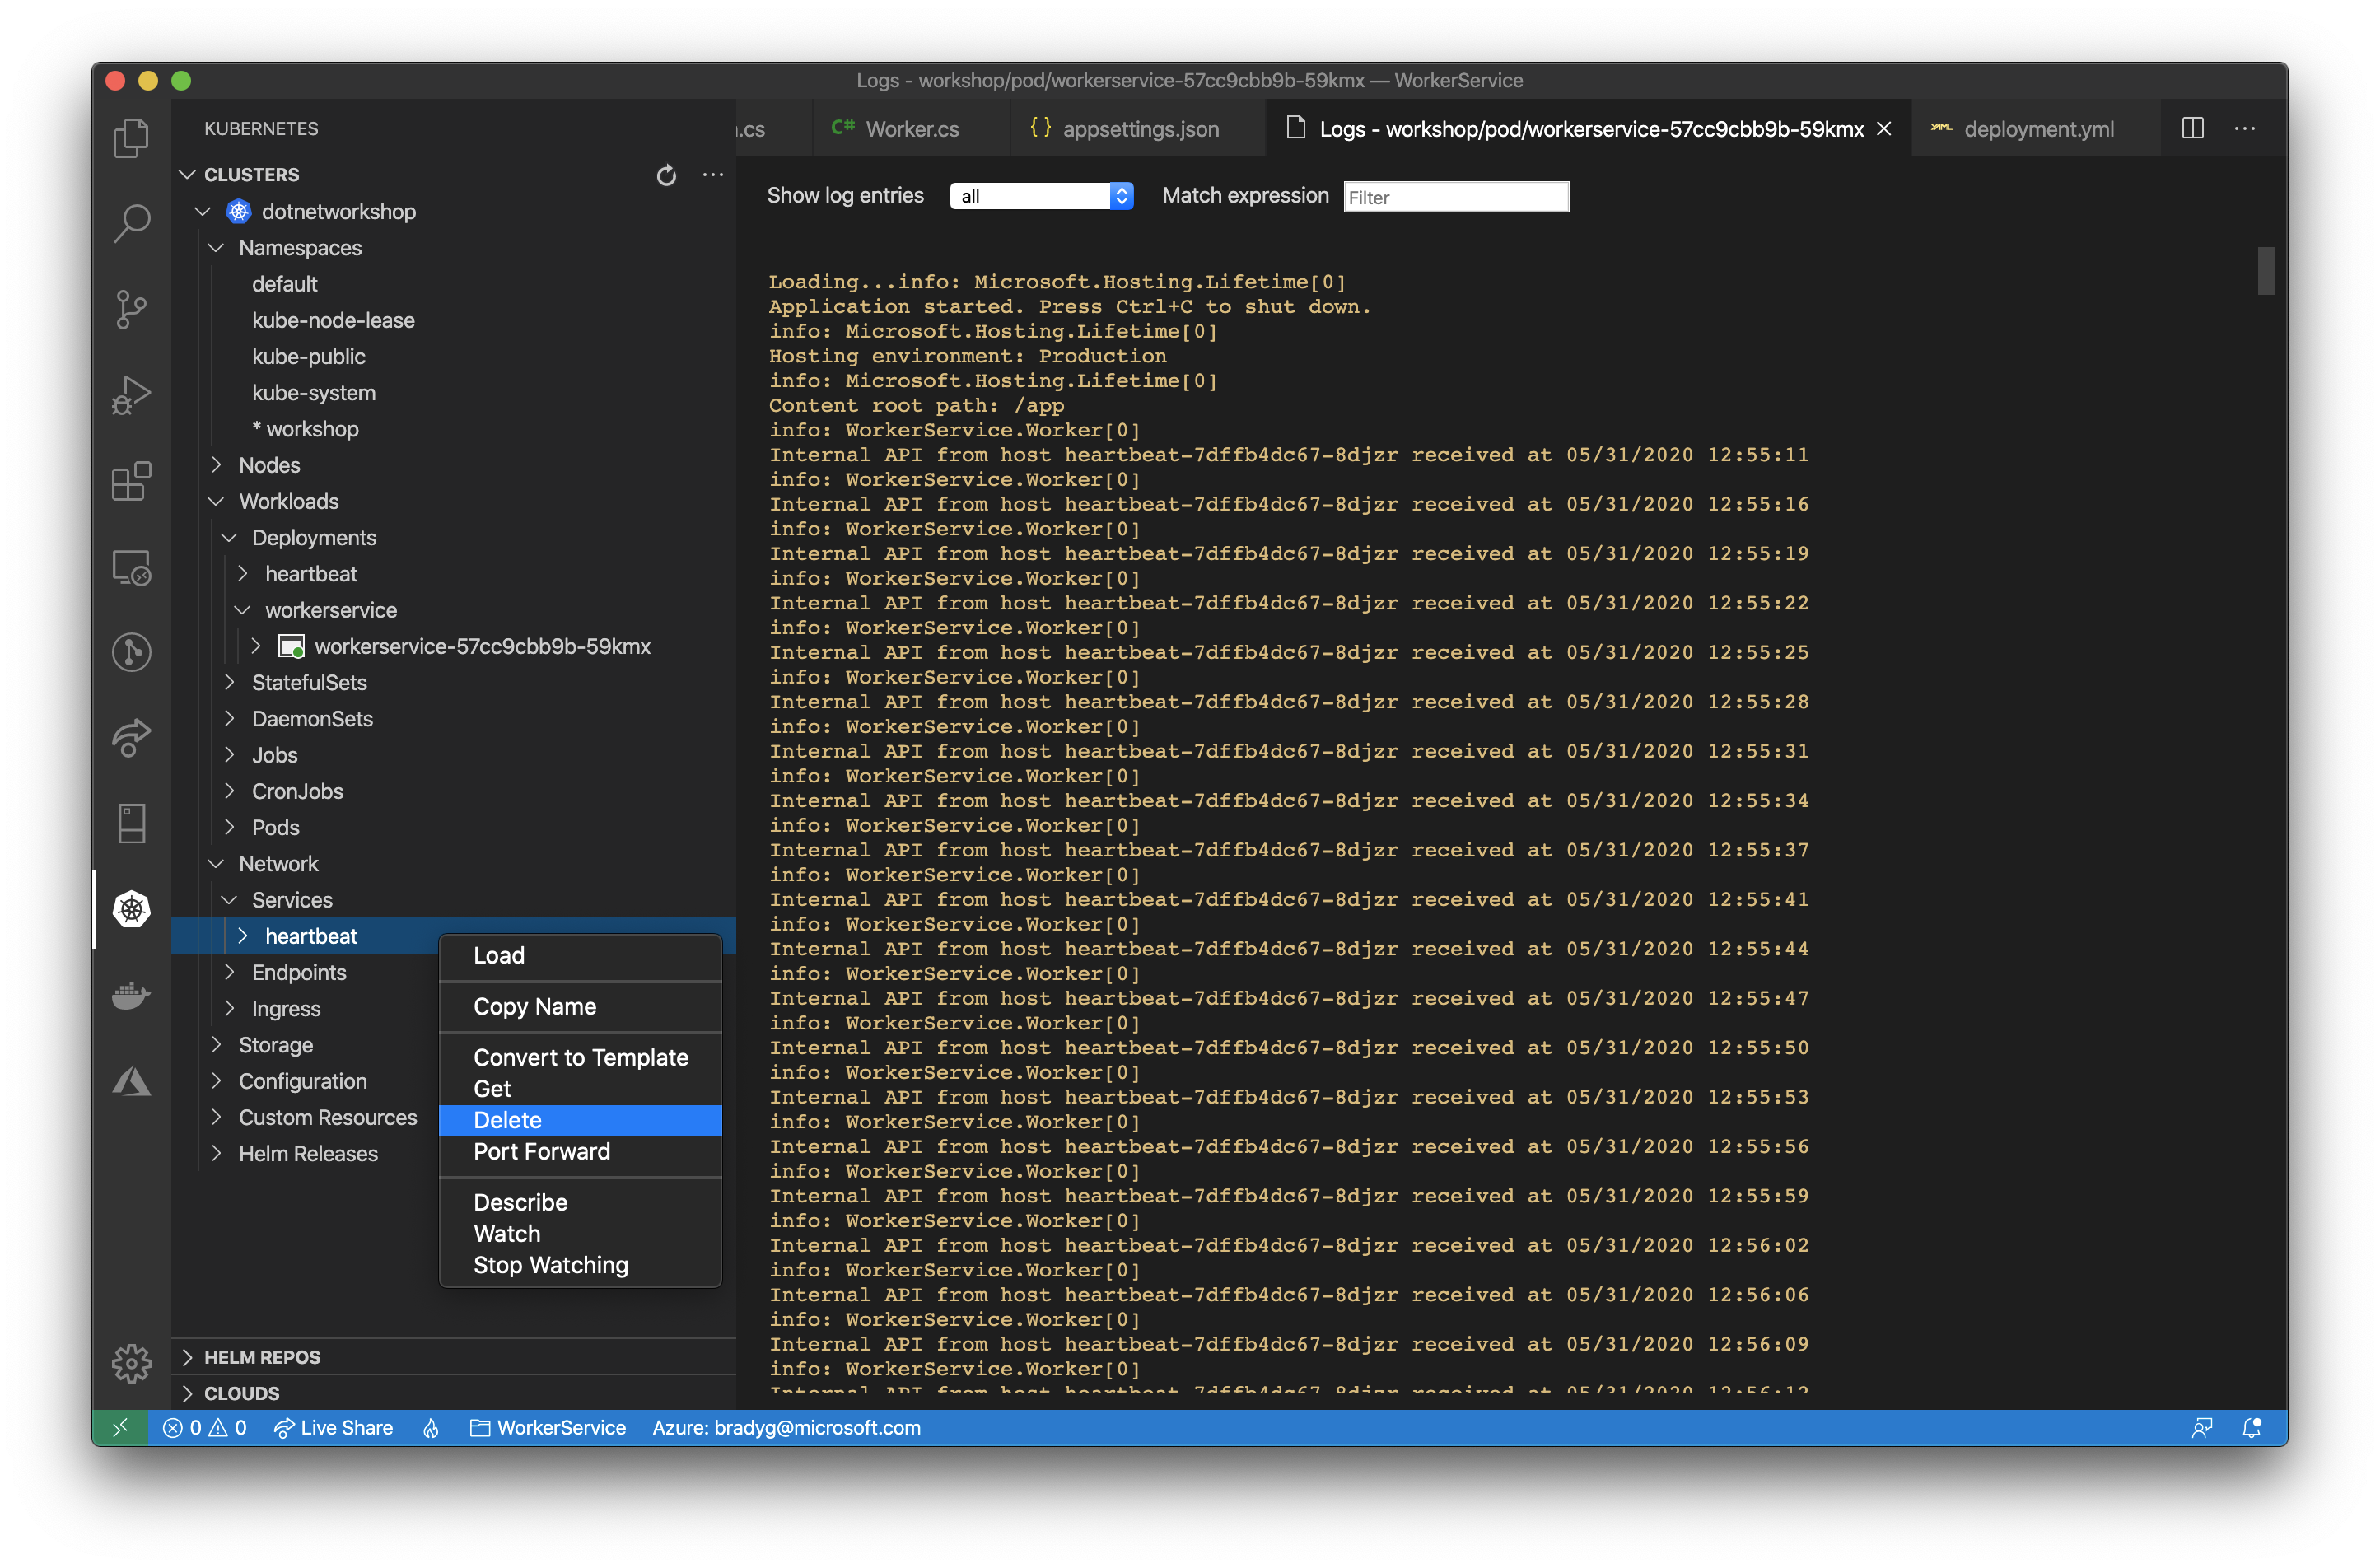 Logs - workshop/pod/workerservice-57cc9cbb9b-59kmx — WorkerService
KUBERNETES
CLUSTERS
dotnetworkshop
Namespaces
default
kube-node-lease
kube-public
kube-system
* workshop
Nodes
Workloads
Deployments
heartbeat
workerservice
workerservice-57cc9cbb9b-59kmx
StatefulSets
DaemonSets
Jobs
CronJobs
Pods
Network
Services
heartbeat
Endpoints
Ingress
Storage
Configuration
Custom Resources
Helm Releases
Load
Copy Name
Convert to Template
Get
Delete
Port Forward
Describe
Watch
Stop Watching
HELM REPOS
CLOUDS
.cs
C# Worker.cs
{} appsettings.json
Logs - workshop/pod/workerservice-57cc9cbb9b-59kmx
YAML deployment.yml
Show log entries all Match expression Filter
Loading...info: Microsoft.Hosting.Lifetime[0]
Application started. Press Ctrl+C to shut down.
info: Microsoft.Hosting.Lifetime[0]
Hosting environment: Production
info: Microsoft.Hosting.Lifetime[0]
Content root path: /app
info: WorkerService.Worker[0]
Internal API from host heartbeat-7dffb4dc67-8djzr received at 05/31/2020 12:55:11
info: WorkerService.Worker[0]
Internal API from host heartbeat-7dffb4dc67-8djzr received at 05/31/2020 12:55:16
info: WorkerService.Worker[0]
Internal API from host heartbeat-7dffb4dc67-8djzr received at 05/31/2020 12:55:19
info: WorkerService.Worker[0]
Internal API from host heartbeat-7dffb4dc67-8djzr received at 05/31/2020 12:55:22
info: WorkerService.Worker[0]
Internal API from host heartbeat-7dffb4dc67-8djzr received at 05/31/2020 12:55:25
info: WorkerService.Worker[0]
Internal API from host heartbeat-7dffb4dc67-8djzr received at 05/31/2020 12:55:28
info: WorkerService.Worker[0]
Internal API from host heartbeat-7dffb4dc67-8djzr received at 05/31/2020 12:55:31
info: WorkerService.Worker[0]
Internal API from host heartbeat-7dffb4dc67-8djzr received at 05/31/2020 12:55:34
info: WorkerService.Worker[0]
Internal API from host heartbeat-7dffb4dc67-8djzr received at 05/31/2020 12:55:37
info: WorkerService.Worker[0]
Internal API from host heartbeat-7dffb4dc67-8djzr received at 05/31/2020 12:55:41
info: WorkerService.Worker[0]
Internal API from host heartbeat-7dffb4dc67-8djzr received at 05/31/2020 12:55:44
info: WorkerService.Worker[0]
Internal API from host heartbeat-7dffb4dc67-8djzr received at 05/31/2020 12:55:47
info: WorkerService.Worker[0]
Internal API from host heartbeat-7dffb4dc67-8djzr received at 05/31/2020 12:55:50
info: WorkerService.Worker[0]
Internal API from host heartbeat-7dffb4dc67-8djzr received at 05/31/2020 12:55:53
info: WorkerService.Worker[0]
Internal API from host heartbeat-7dffb4dc67-8djzr received at 05/31/2020 12:55:56
info: WorkerService.Worker[0]
Internal API from host heartbeat-7dffb4dc67-8djzr received at 05/31/2020 12:55:59
info: WorkerService.Worker[0]
Internal API from host heartbeat-7dffb4dc67-8djzr received at 05/31/2020 12:56:02
info: WorkerService.Worker[0]
Internal API from host heartbeat-7dffb4dc67-8djzr received at 05/31/2020 12:56:06
info: WorkerService.Worker[0]
Internal API from host heartbeat-7dffb4dc67-8djzr received at 05/31/2020 12:56:09
info: WorkerService.Worker[0]
Internal API from host heartbeat-7dffb4dc67-8djzr received at 05/31/2020 12:56:12
0 0 Live Share WorkerService Azure: bradyg@microsoft.com